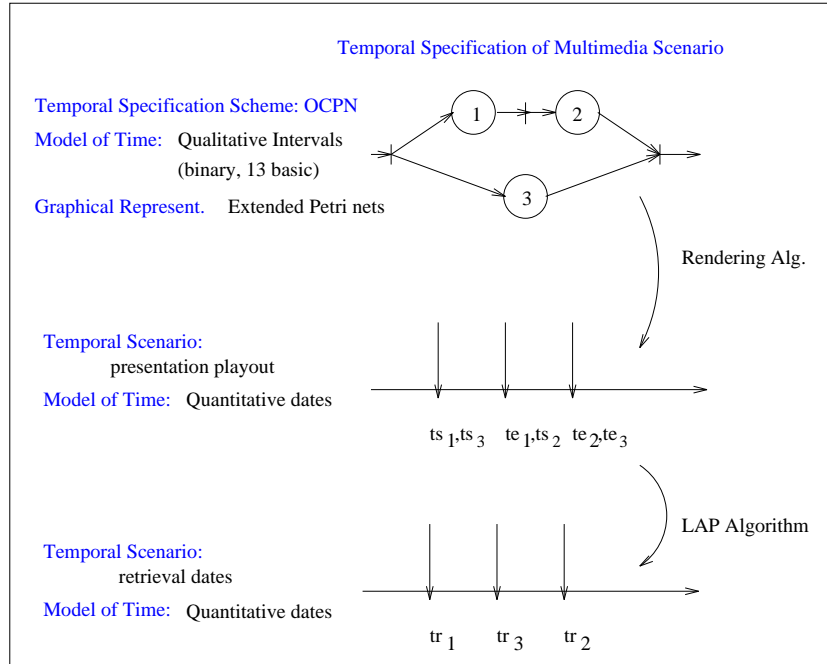 Temporal Specification of Multimedia Scenario
Temporal Specification Scheme: OCPN
1
2
Model of Time: Qualitative Intervals
(binary, 13 basic)
Graphical Represent. Extended Petri nets
3
Rendering Alg.
Temporal Scenario:
presentation playout
Model of Time: Quantitative dates
ts 1,ts 3 te 1,ts 2 te 2,te 3
LAP Algorithm
Temporal Scenario:
retrieval dates
Model of Time: Quantitative dates
tr 1 tr 3 tr 2